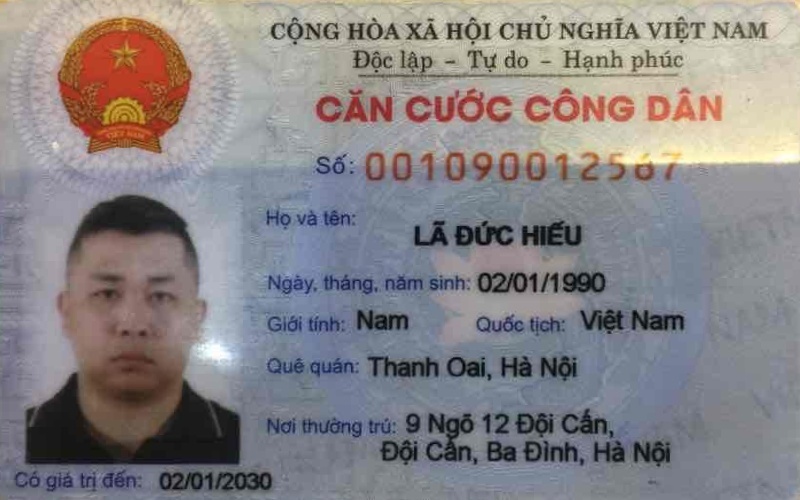 CỘNG HÒA XÃ HỘI CHỦ NGHĨA VIỆT NAM
Độc lập - Tự do - Hạnh phúc
CĂN CƯỚC CÔNG DÂN
Số: 001090012567
Họ và tên:
LÃ ĐỨC HIẾU
Ngày, tháng, năm sinh: 02/01/1990
Giới tính: Nam Quốc tịch: Việt Nam
Quê quán: Thanh Oai, Hà Nội
Nơi thường trú: 9 Ngõ 12 Đội Cấn,
Đội Cấn, Ba Đình, Hà Nội
Có giá trị đến: 02/01/2030
VIỆT NAM